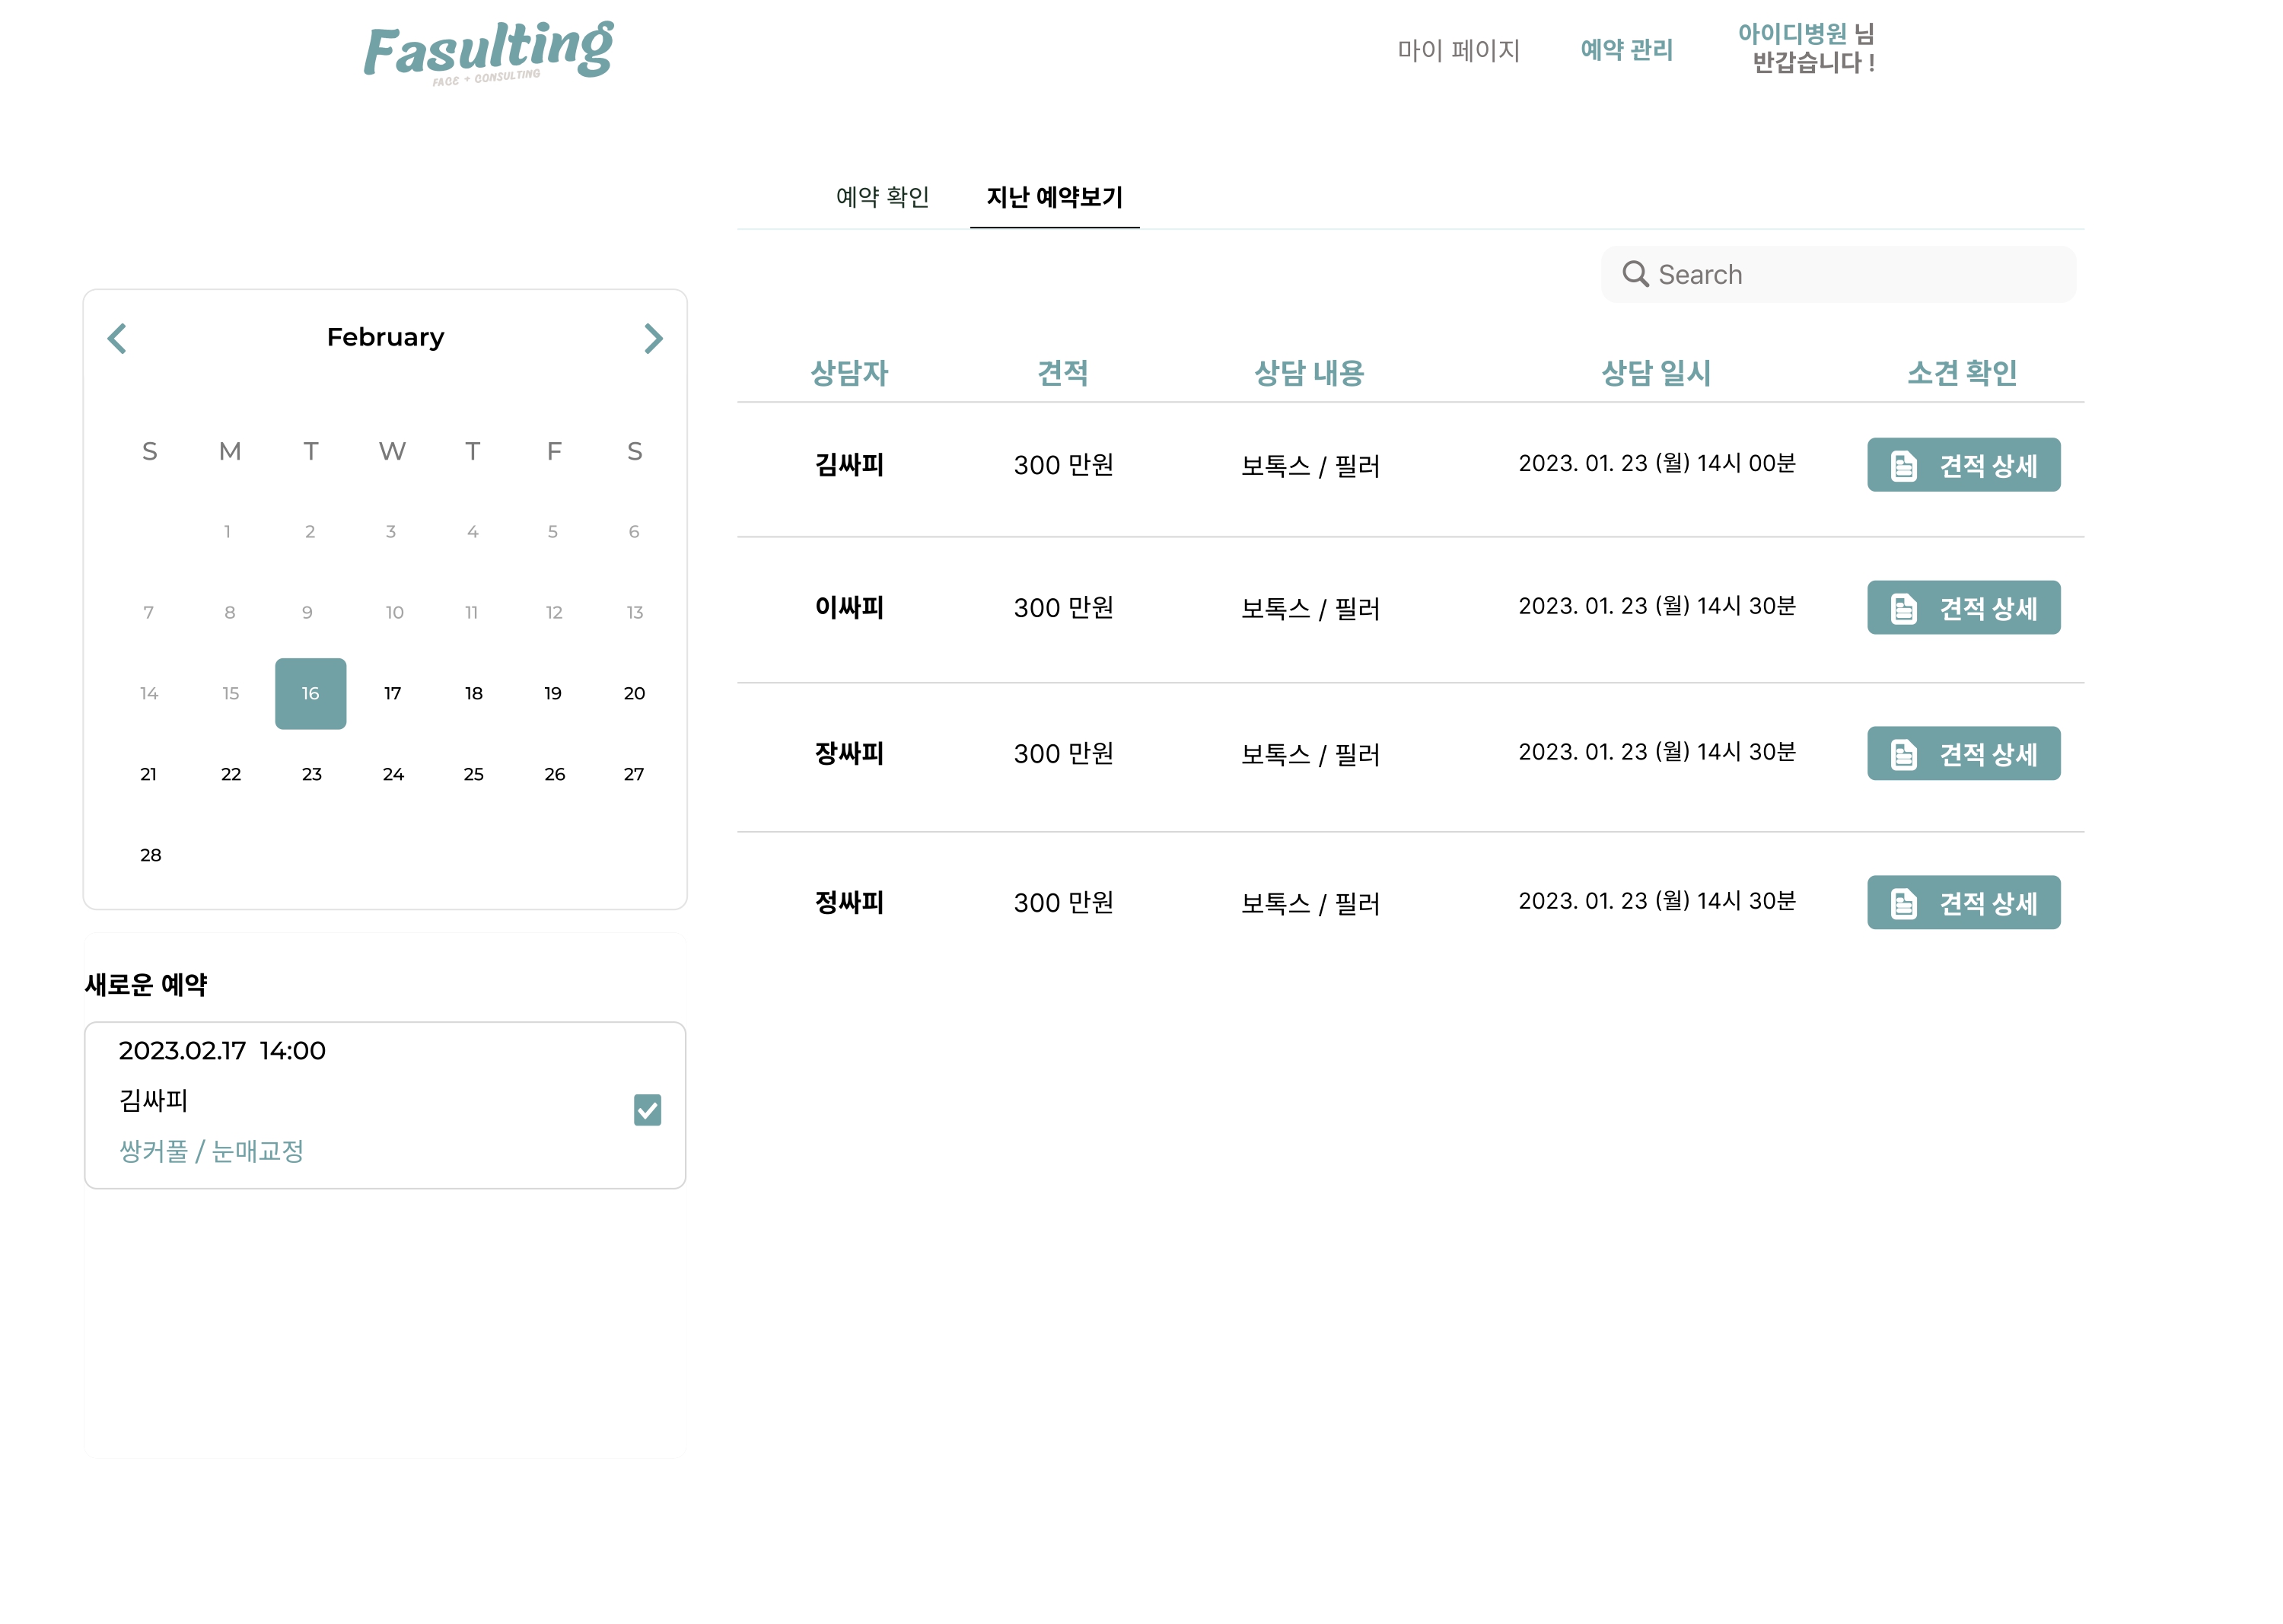 Fasulting
FACE + CONSULTING
마이 페이지 예약 관리 아이디병원 님
반갑습니다 !
예약 확인 지난 예약보기
Search
February
S M T W T F S
1 2 3 4 5 6
7 8 9 10 11 12 13
14 15 16 17 18 19 20
21 22 23 24 25 26 27
28
새로운 예약
2023.02.17 14:00
김싸피
쌍커풀 / 눈매교정
상담자 견적 상담 내용 상담 일시 소견 확인
김싸피 300 만원 보톡스 / 필러 2023. 01. 23 (월) 14시 00분 견적 상세
이싸피 300 만원 보톡스 / 필러 2023. 01. 23 (월) 14시 30분 견적 상세
장싸피 300 만원 보톡스 / 필러 2023. 01. 23 (월) 14시 30분 견적 상세
정싸피 300 만원 보톡스 / 필러 2023. 01. 23 (월) 14시 30분 견적 상세